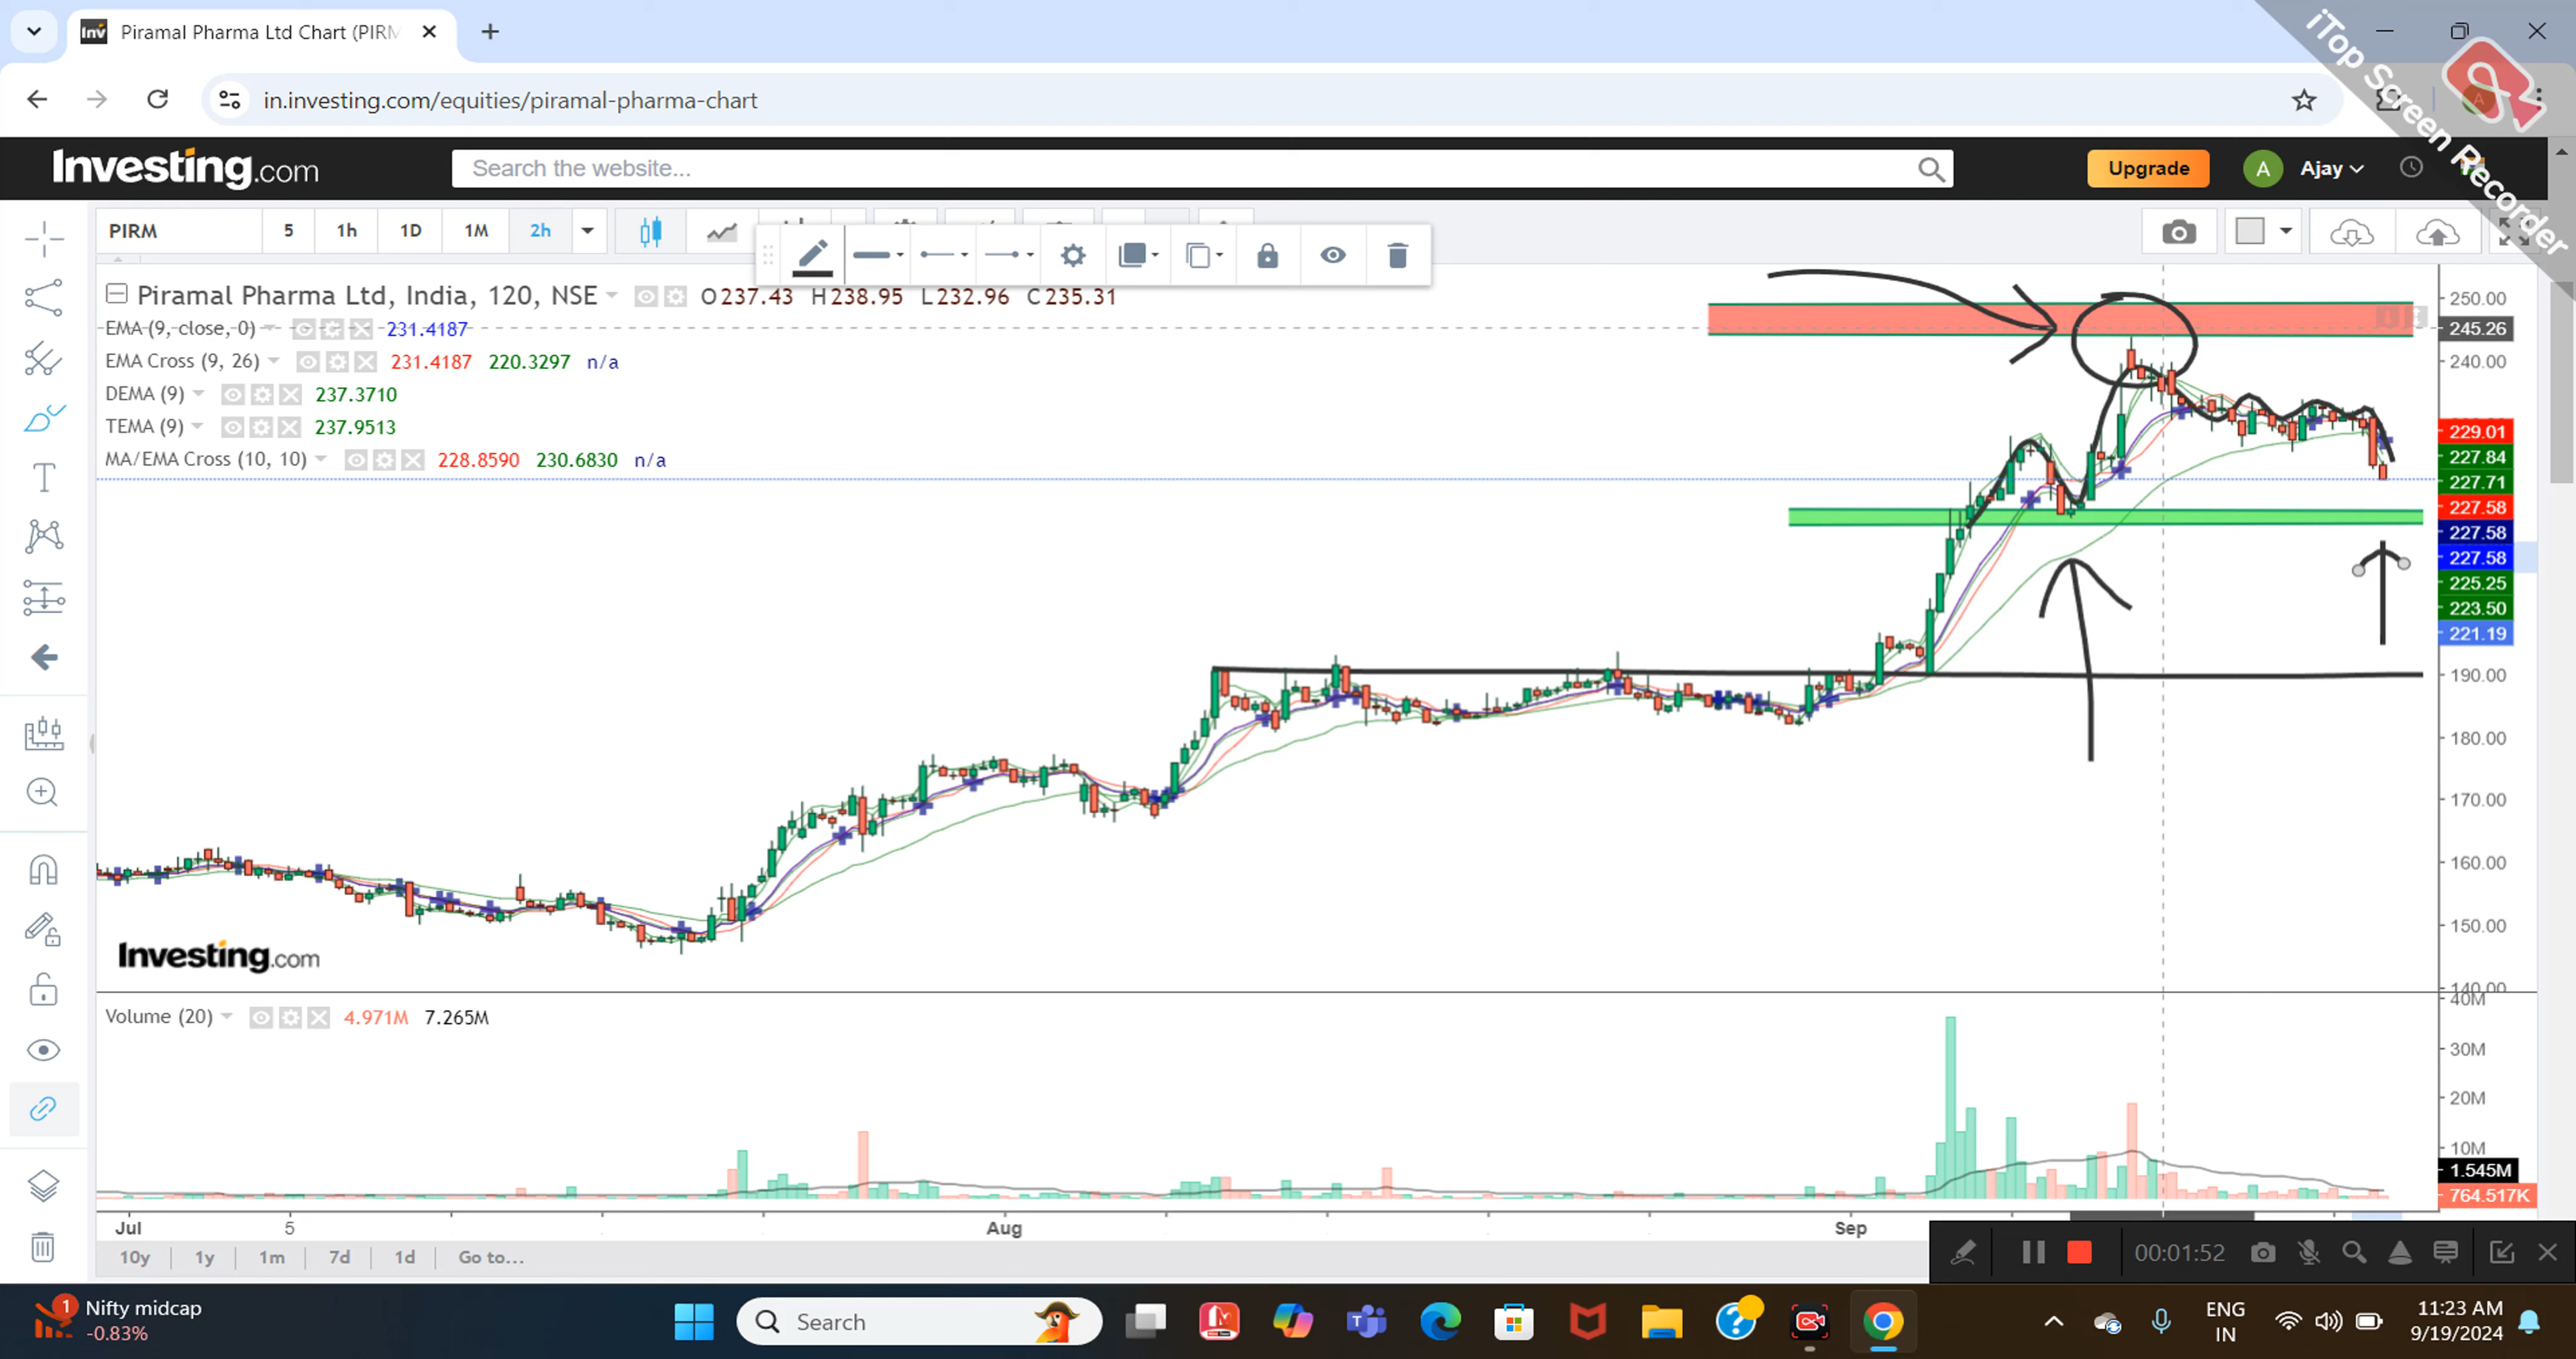 Piramal Pharma Ltd Chart (PIRM
in.investing.com/equities/piramal-pharma-chart
iTop Screen Recorder
Investing.com
Search the website...
Upgrade
A
Ajay
PIRM
5
1h
1D
1M
2h
Piramal Pharma Ltd, India, 120, NSE O237.43 H238.95 L232.96 C235.31
EMA (9, close, 0) 231.4187
EMA Cross (9, 26) 231.4187 220.3297 n/a
DEMA (9) 237.3710
TEMA (9) 237.9513
MA/EMA Cross (10, 10) 228.8590 230.6830 n/a
250.00
245.26
240.00
229.01
227.84
227.71
227.58
227.58
227.58
225.25
223.50
221.19
190.00
180.00
170.00
160.00
150.00
140.00
Investing.com
Volume (20) 4.971M 7.265M
40M
30M
20M
10M
1.545M
764.517K
Jul
5
Aug
Sep
10y
1y
1m
7d
1d
Go to...
00:01:52
1
Nifty midcap
-0.83%
Search
ENG
IN
11:23 AM
9/19/2024